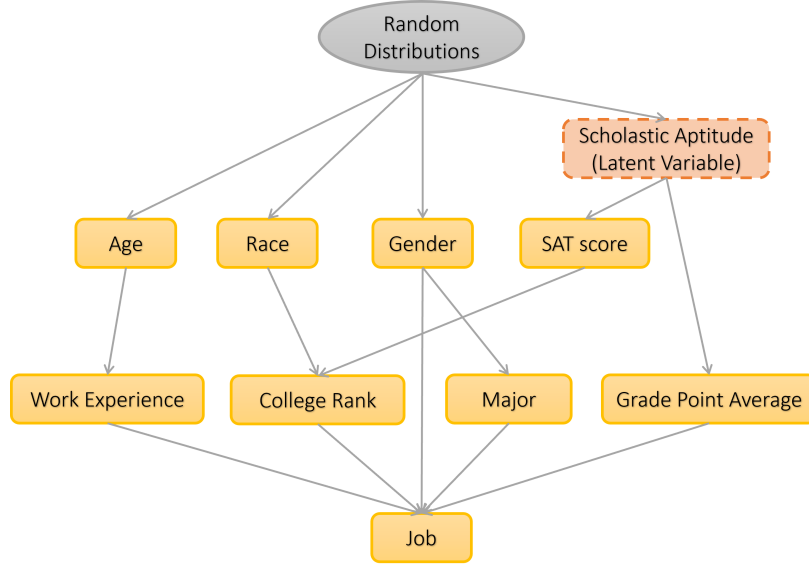 Random
Distributions
Scholastic Aptitude
(Latent Variable)
Age
Race
Gender
SAT score
Work Experience
College Rank
Major
Grade Point Average
Job